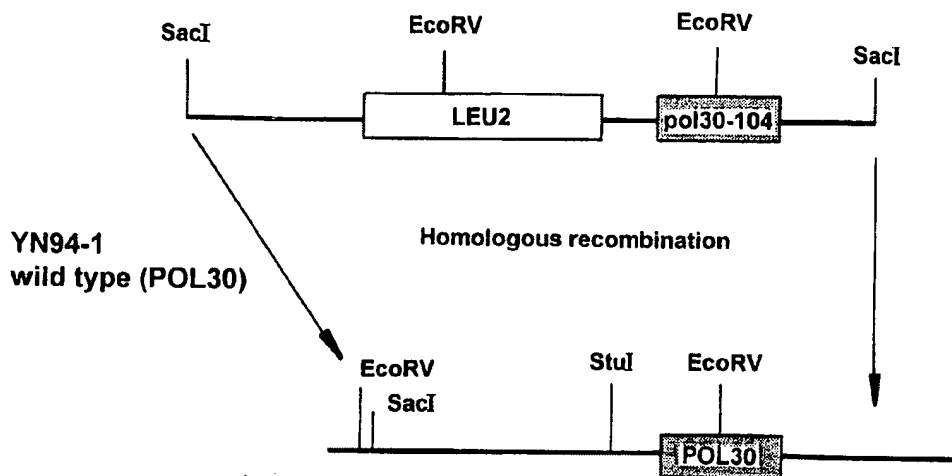 SacI
EcoRV
EcoRV
SacI
LEU2
pol30-104
YN94-1
wild type (POL30)
Homologous recombination
EcoRV
SacI
StuI
EcoRV
POL30